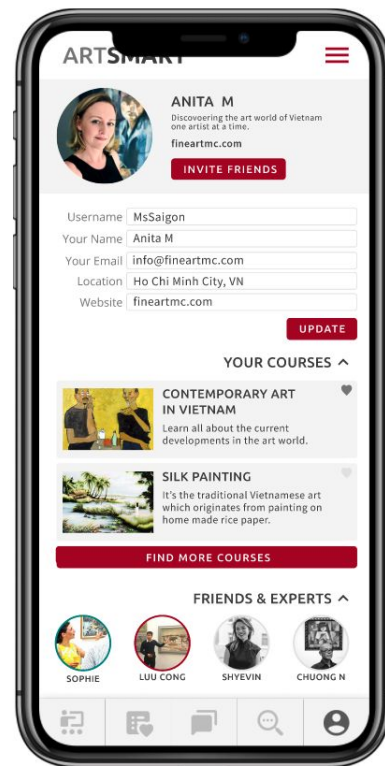 ARTSMART
ANITA M
Discovoering the art world of Vietnam
one artist at a time.
fineartmc.com
INVITE FRIENDS
Username MsSaigon
Your Name Anita M
Your Email info@fineartmc.com
Location Ho Chi Minh City, VN
Website fineartmc.com
UPDATE
YOUR COURSES
CONTEMPORARY ART
IN VIETNAM
Learn all about the current
developments in the art world.
SILK PAINTING
It's the traditional Vietnamese art
which originates from painting on
home made rice paper.
FIND MORE COURSES
FRIENDS & EXPERTS
SOPHIE LUU CONG SHYEVIN CHUONG N